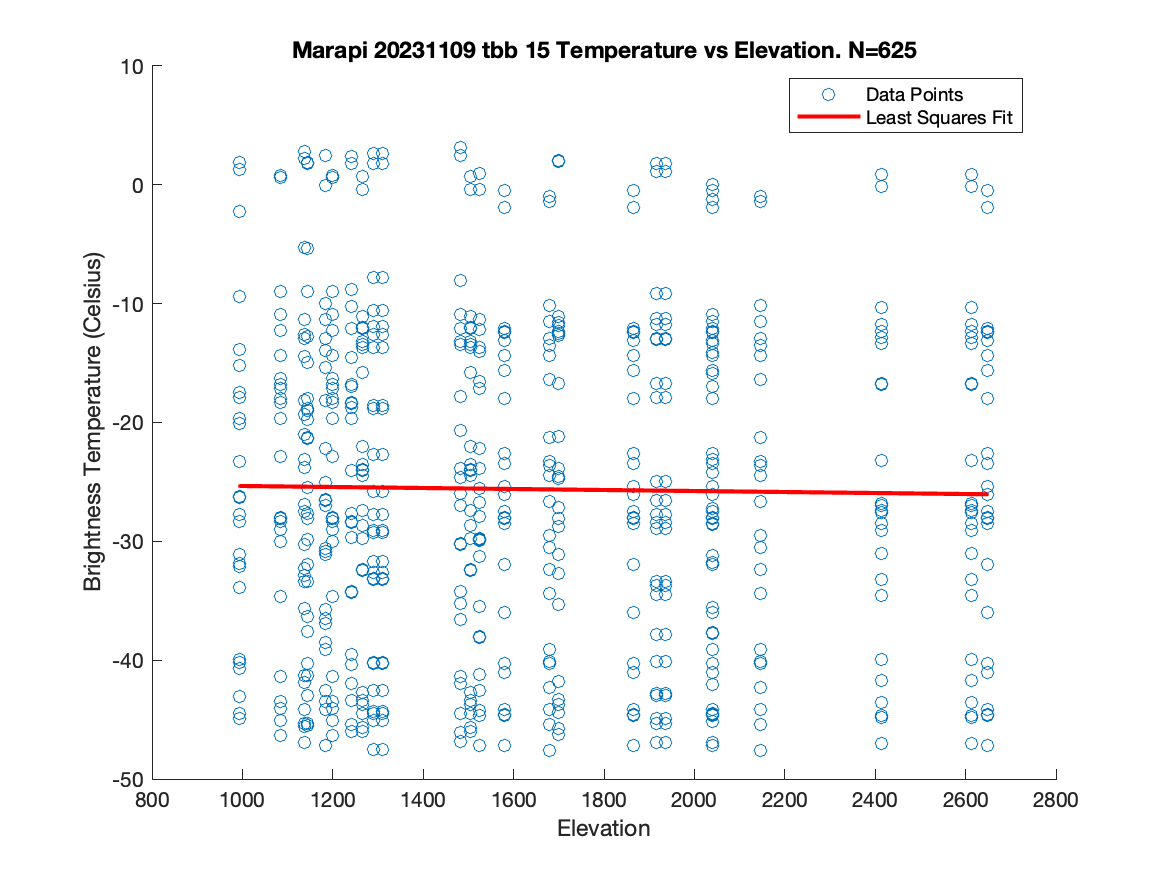 Marapi 20231109 tbb 15 Temperature vs Elevation. N=625
Data Points
Least Squares Fit
10
0
-10
-20
-30
-40
-50
Brightness Temperature (Celsius)
800 1000 1200 1400 1600 1800 2000 2200 2400 2600 2800
Elevation